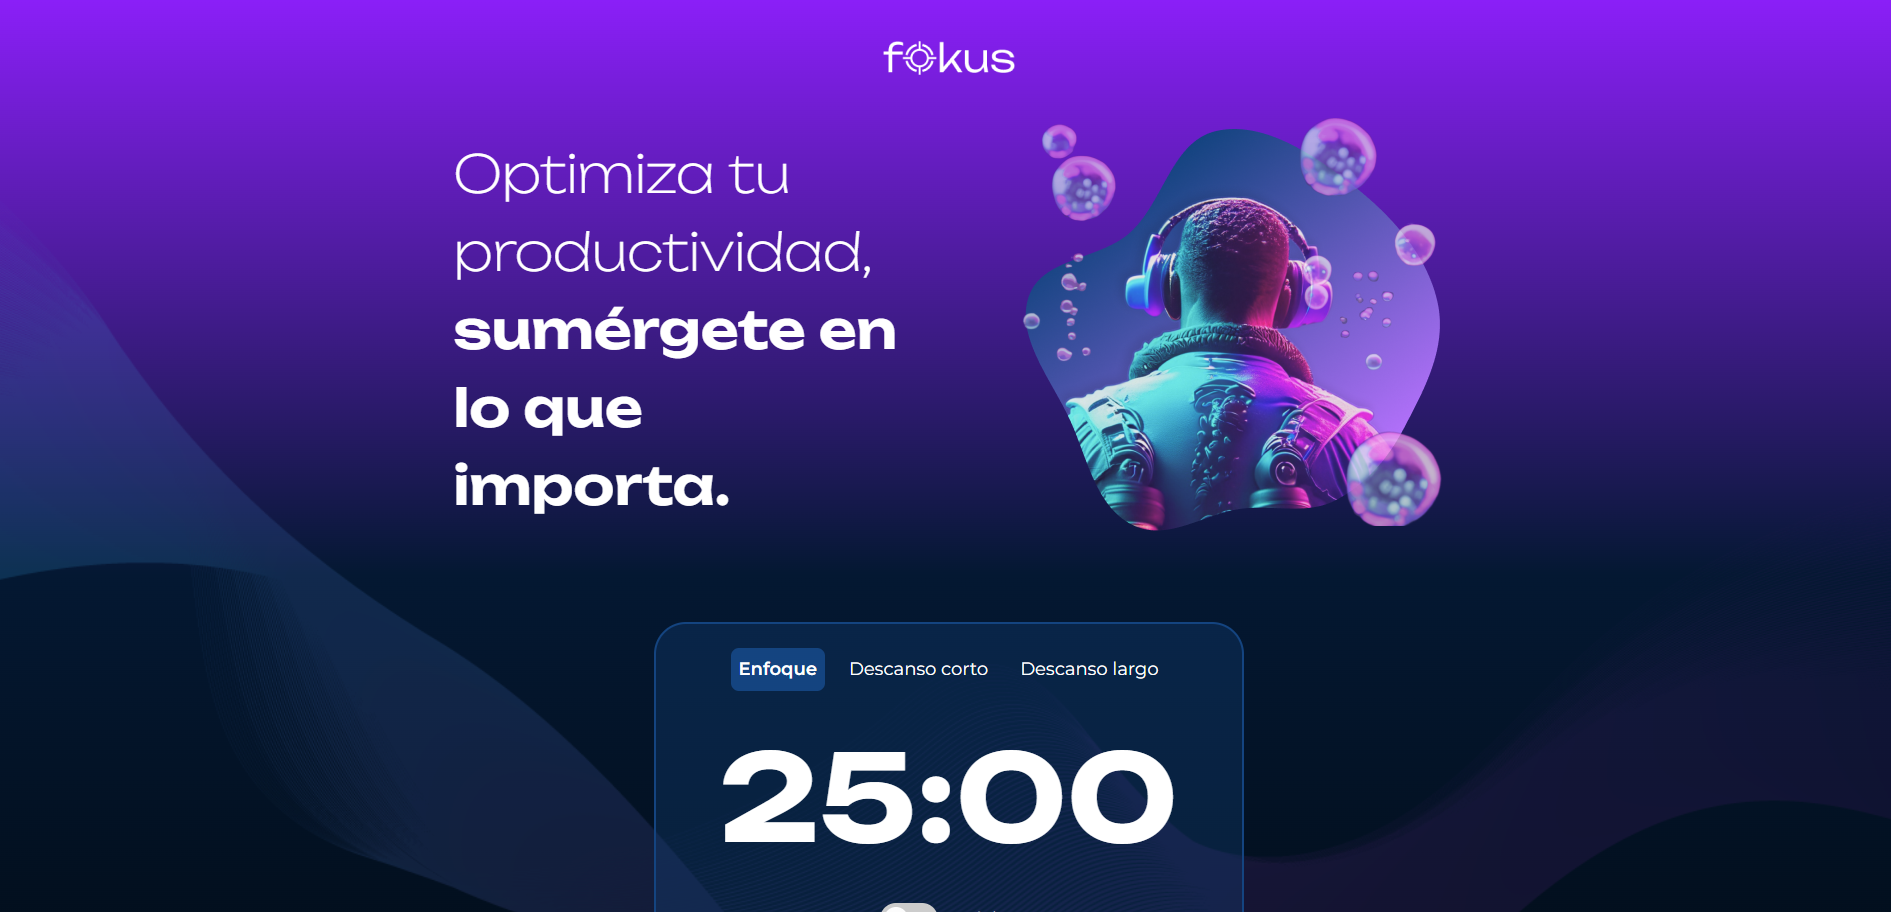 fokus
Optimiza tu
productividad,
sumérgete en
lo que
importa.
Enfoque Descanso corto Descanso largo
25:00